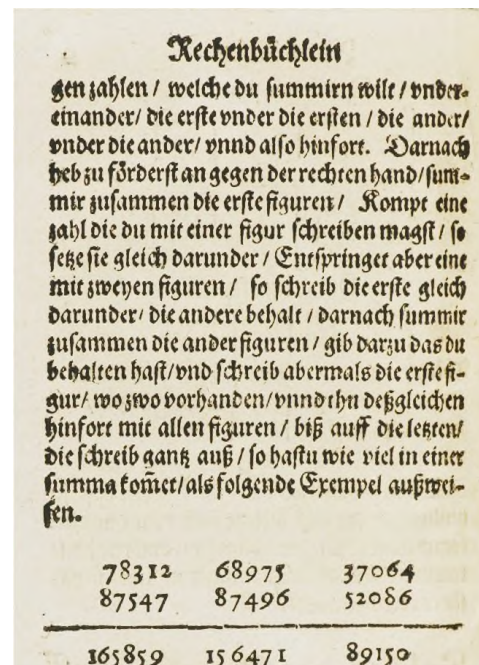 Rechenbüchlein
gen zahlen / welche du summirn wilt / vnder-
einander/ die erste vnder die ersten / die ander/
vnder die ander/ vnnd also hinfort. Darnach
heb zu förderst an gegen der rechten hand/sum-
mir zusammen die erste figuren/ Kompt eine
zahl die du mit einer figur schreiben magst / so
setze sie gleich darunder / Entspringet aber eine
mit zweyen figuren / so schreib die erste gleich
darunder/ die andere behalt / darnach summir
zusammen die ander figuren / gib darzu das du
behalten hast/vnd schreib abermals die erste fi-
gur/ wo zwo vorhanden/vnnd thu deßgleichen
hinfort mit allen figuren / biß auff die letzten/
die schreib gantz auß / so hastu wie viel in einer
summa kom̃et/als folgende Exempel außwei-
sen.
78312 68975 37064
87547 87496 52086
165859 156471 89150